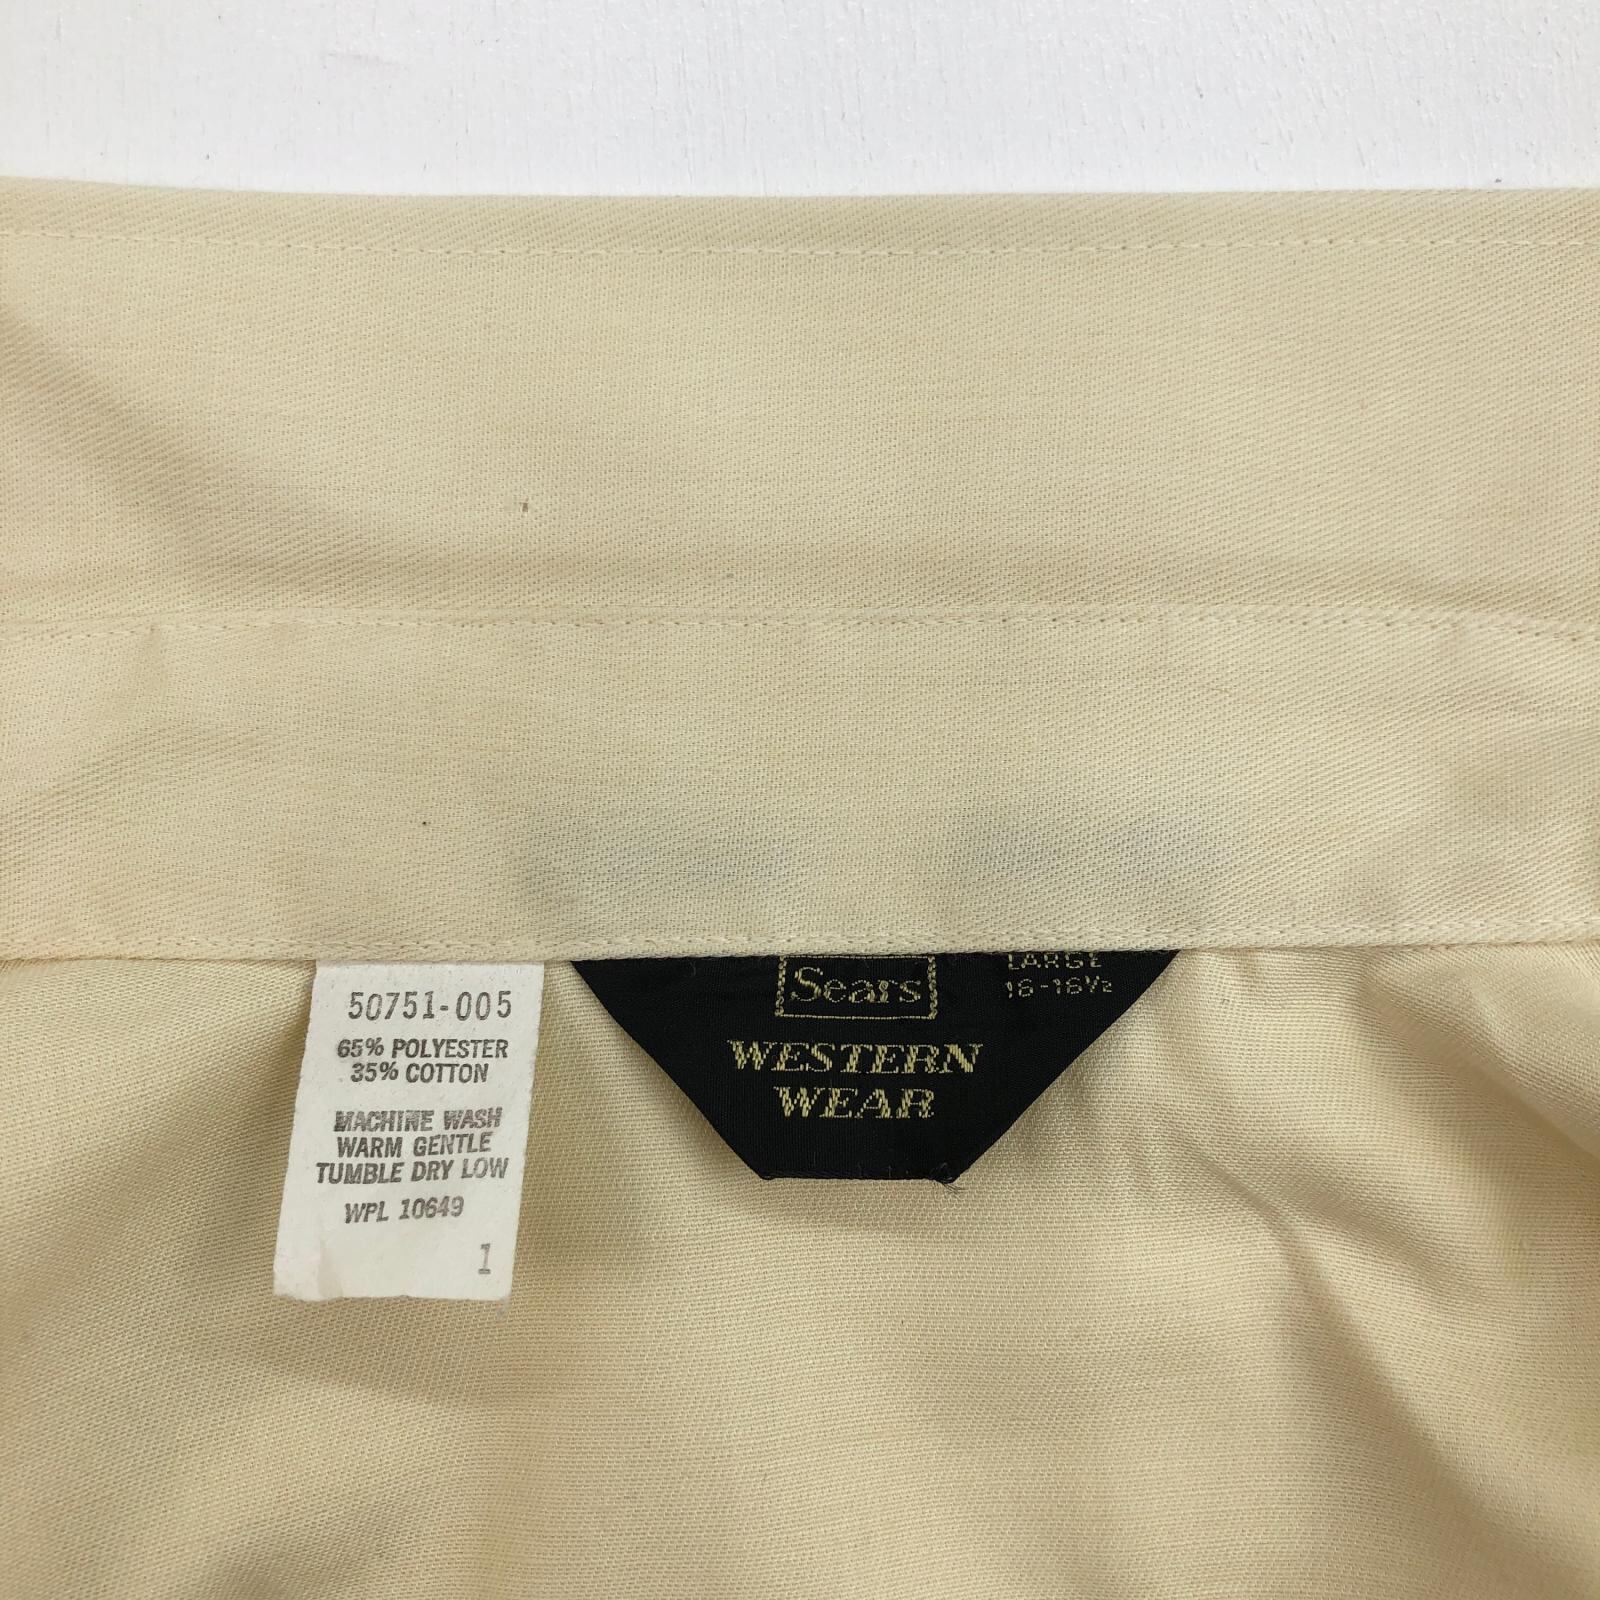 50751-005
65% POLYESTER
35% COTTON
MACHINE WASH
WARM GENTLE
TUMBLE DRY LOW
WPL 10649
1
Sears
WESTERN
WEAR
LARGE
16-16½